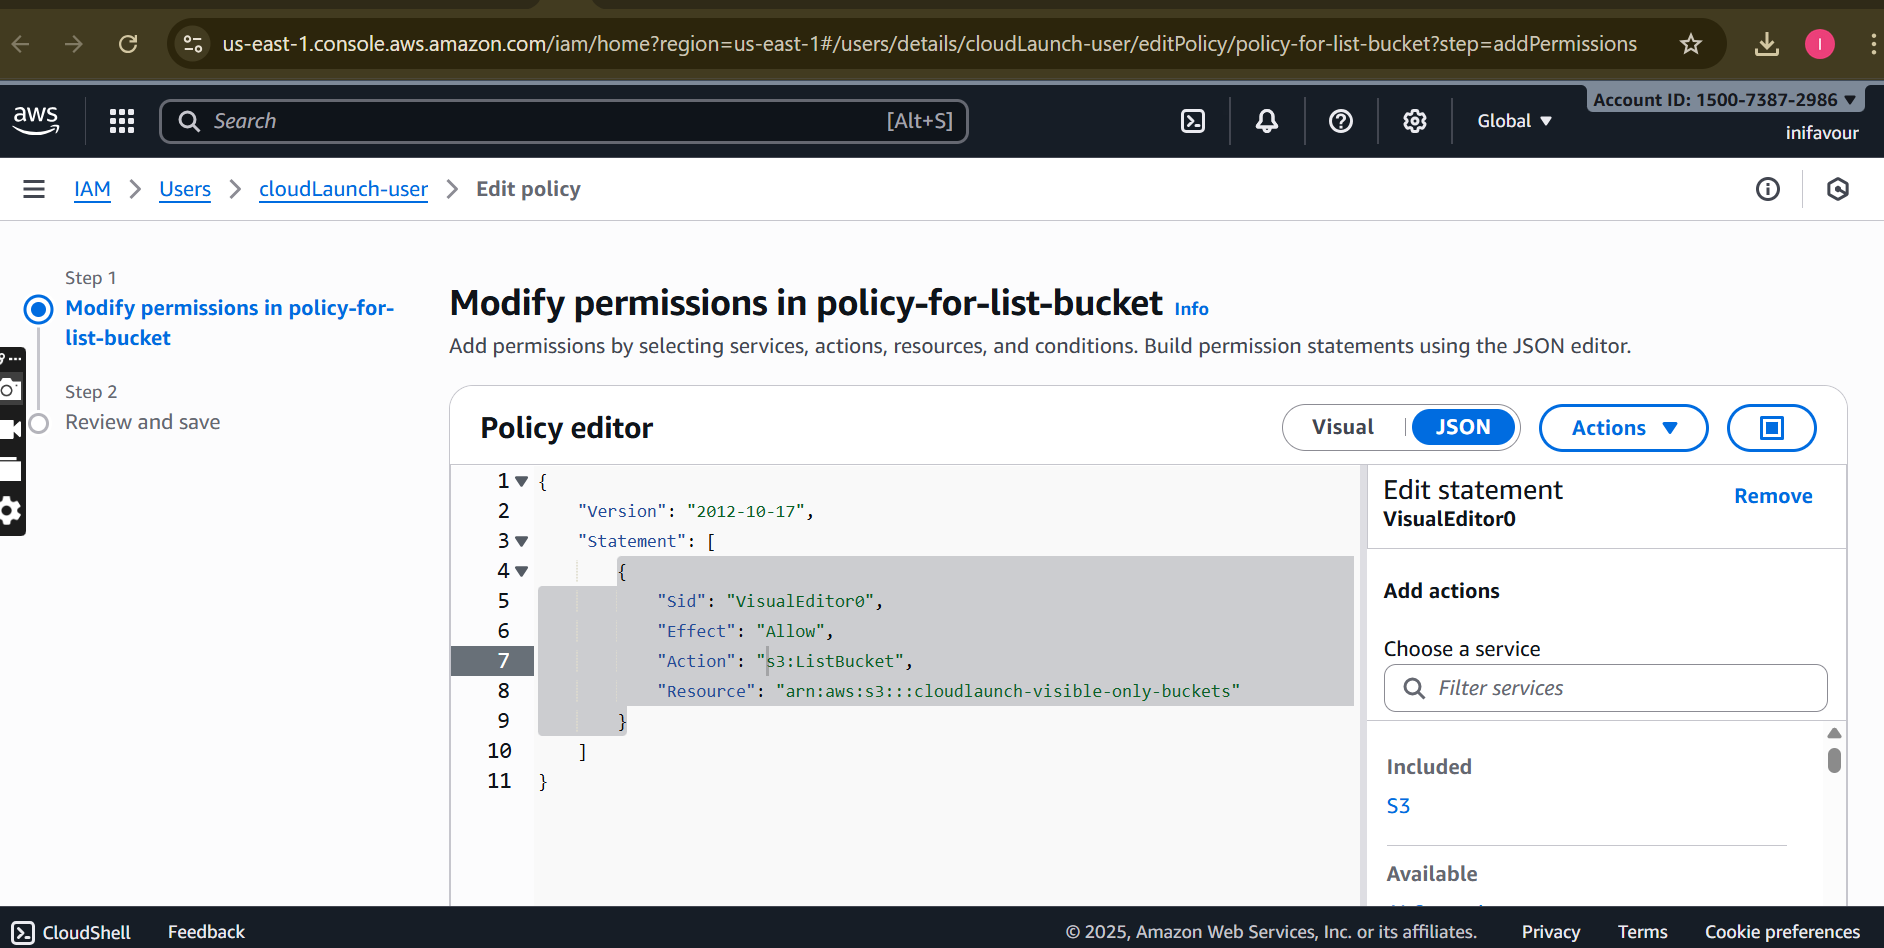 us-east-1.console.aws.amazon.com/iam/home?region=us-east-1#/users/details/cloudLaunch-user/editPolicy/policy-for-list-bucket?step=addPermissions
I
aws
Search
[Alt+S]
Global
Account ID: 1500-7387-2986
inifavour
IAM
Users
cloudLaunch-user
Edit policy
Step 1
Modify permissions in policy-for-
list-bucket
Step 2
Review and save
Modify permissions in policy-for-list-bucket Info
Add permissions by selecting services, actions, resources, and conditions. Build permission statements using the JSON editor.
Policy editor
Visual
JSON
Actions
1 {
2 "Version": "2012-10-17",
3 "Statement": [
4 {
5 "Sid": "VisualEditor0",
6 "Effect": "Allow",
7 "Action": "s3:ListBucket",
8 "Resource": "arn:aws:s3:::cloudlaunch-visible-only-buckets"
9 }
10 ]
11 }
Edit statement
Remove
VisualEditor0
Add actions
Choose a service
Filter services
Included
S3
Available
CloudShell
Feedback
© 2025, Amazon Web Services, Inc. or its affiliates.
Privacy
Terms
Cookie preferences